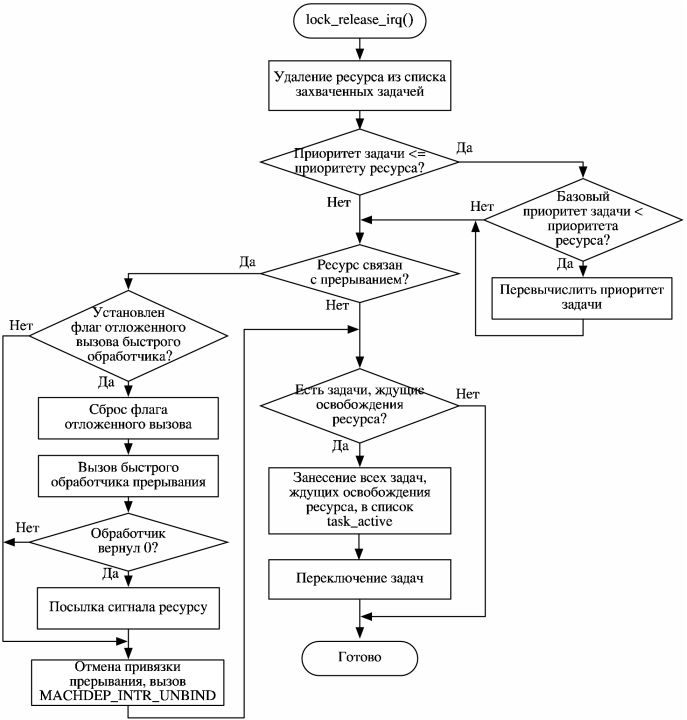 lock_release_irq()
Удаление ресурса из списка
захваченных задачей
Приоритет задачи <=
приоритету ресурса?
Да
Нет
Базовый
приоритет задачи <
приоритета
ресурса?
Нет
Да
Перевычислить приоритет
задачи
Ресурс связан
с прерыванием?
Да
Нет
Установлен
флаг отложенного
вызова быстрого
обработчика?
Нет
Да
Сброс флага
отложенного вызова
Вызов быстрого
обработчика прерывания
Обработчик
вернул 0?
Нет
Да
Посылка сигнала ресурсу
Отмена привязки
прерывания, вызов
MACHDEP_INTR_UNBIND
Есть задачи, ждущие
освобождения
ресурса?
Нет
Да
Занесение всех задач,
ждущих освобождения
ресурса, в список
task_active
Переключение задач
Готово